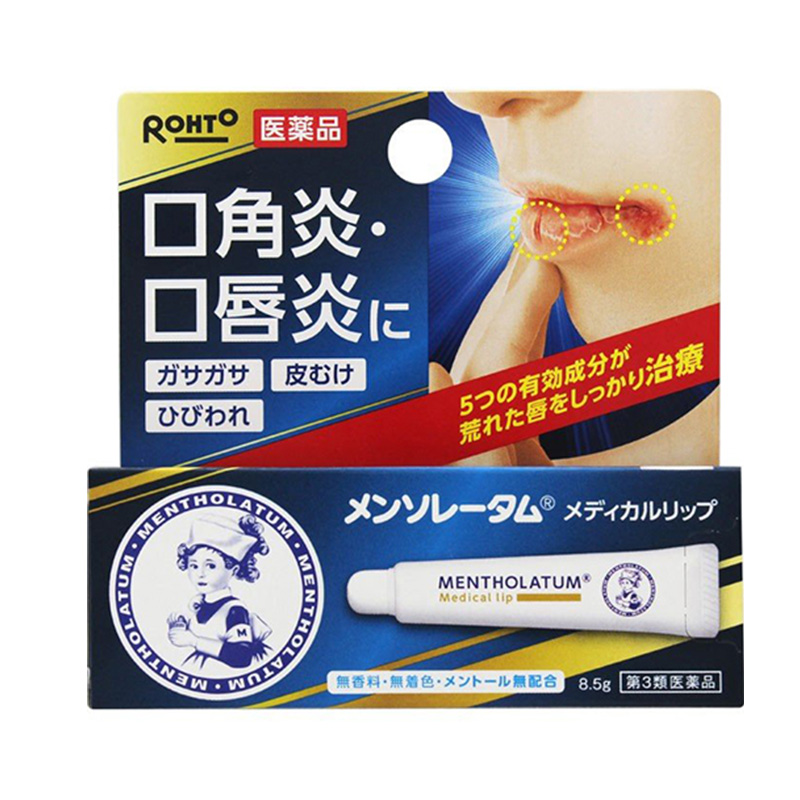 ROHTO 医薬品
口角炎・
口唇炎に
ガサガサ 皮むけ
ひびわれ
5つの有効成分が
荒れた唇をしっかり治療
メンソレータム® メディカルリップ
MENTHOLATUM・MENTHOLATUM・MENTHOLATUM・MENTHOLATUM・
M
MENTHOLATUM®
Medical lip
無香料・無着色・メントール無配合
8.5g 第3類医薬品